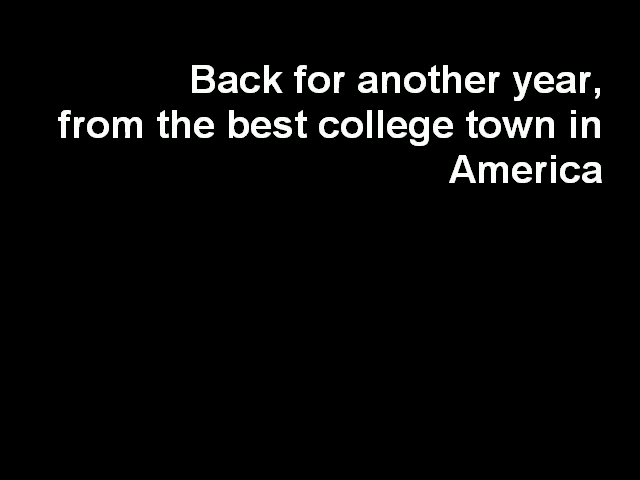 Back for another year,
from the best college town in
America